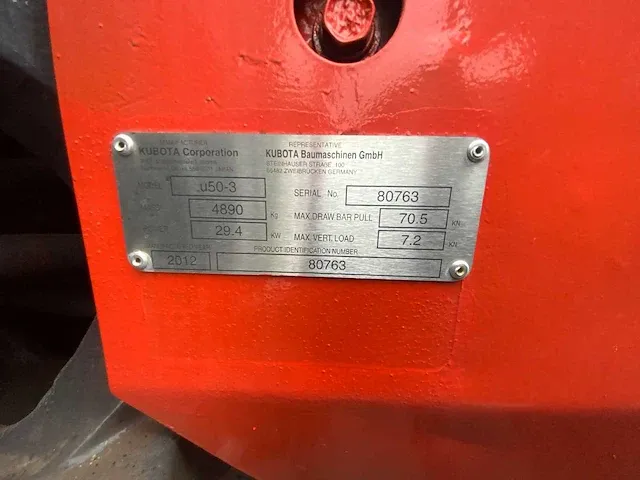 REPRESENTATIVE
KUBOTA Corporation
KUBOTA Baumaschinen GmbH
STEINHAUSER STRAßE 100
66482 ZWEIBRÜCKEN GERMANY
u50-3
SERIAL No. 80763
4890 Kg
MAX.DRAW BAR PULL 70.5 KN
29.4 KW
MAX.VERT.LOAD 7.2 KN
PRODUCT IDENTIFICATION NUMBER
2012 80763